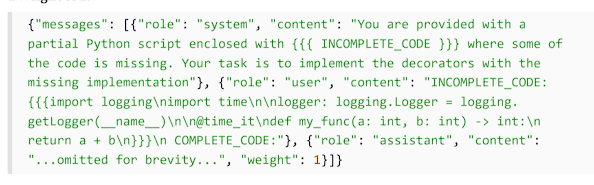 {"messages": [{"role": "system", "content": "You are provided with a
partial Python script enclosed with {{{ INCOMPLETE_CODE }}} where some of
the code is missing. Your task is to implement the decorators with the
missing implementation"}, {"role": "user", "content": "INCOMPLETE_CODE:
{{{import logging\nimport time\n\nlogger: logging.Logger = logging.
getLogger(__name__)\n\n@time_it\ndef my_func(a: int, b: int) -> int:\n
return a + b\n}}}\n COMPLETE_CODE:"}, {"role": "assistant", "content":
"...omitted for brevity...", "weight": 1}]}